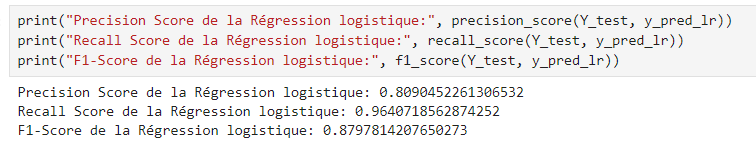 print("Precision Score de la Régression logistique:", precision_score(Y_test, y_pred_lr))
print("Recall Score de la Régression logistique:", recall_score(Y_test, y_pred_lr))
print("F1-Score de la Régression logistique:", f1_score(Y_test, y_pred_lr))
Precision Score de la Régression logistique: 0.8090452261306532
Recall Score de la Régression logistique: 0.9640718562874252
F1-Score de la Régression logistique: 0.8797814207650273